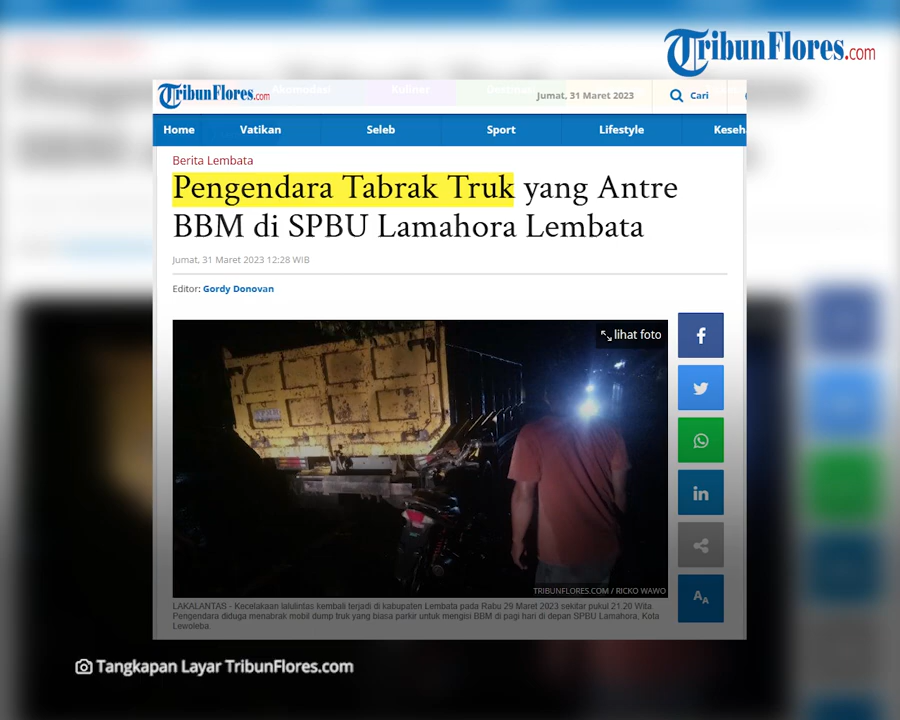 TribunFlores.com
TribunFlores.com
Akomodasi Kuliner
Jumat, 31 Maret 2023 Cari
Home Vatikan Seleb Sport Lifestyle
Berita Lembata
Pengendara Tabrak Truk yang Antre
BBM di SPBU Lamahora Lembata
Jumat, 31 Maret 2023 12:28 WIB
Editor: Gordy Donovan
lihat foto
TRIBUNFLORES.COM / RICKO WAWO
LAKALANTAS - Kecelakaan lalulintas kembali terjadi di kabupaten Lembata pada Rabu 29 Maret 2023 sekitar pukul 21.20 Wita.
Pengendara diduga menabrak mobil dump truk yang biasa parkir untuk mengisi BBM di pagi hari di depan SPBU Lamahora, Kota
Lewoleba.
AA
Tangkapan Layar TribunFlores.com